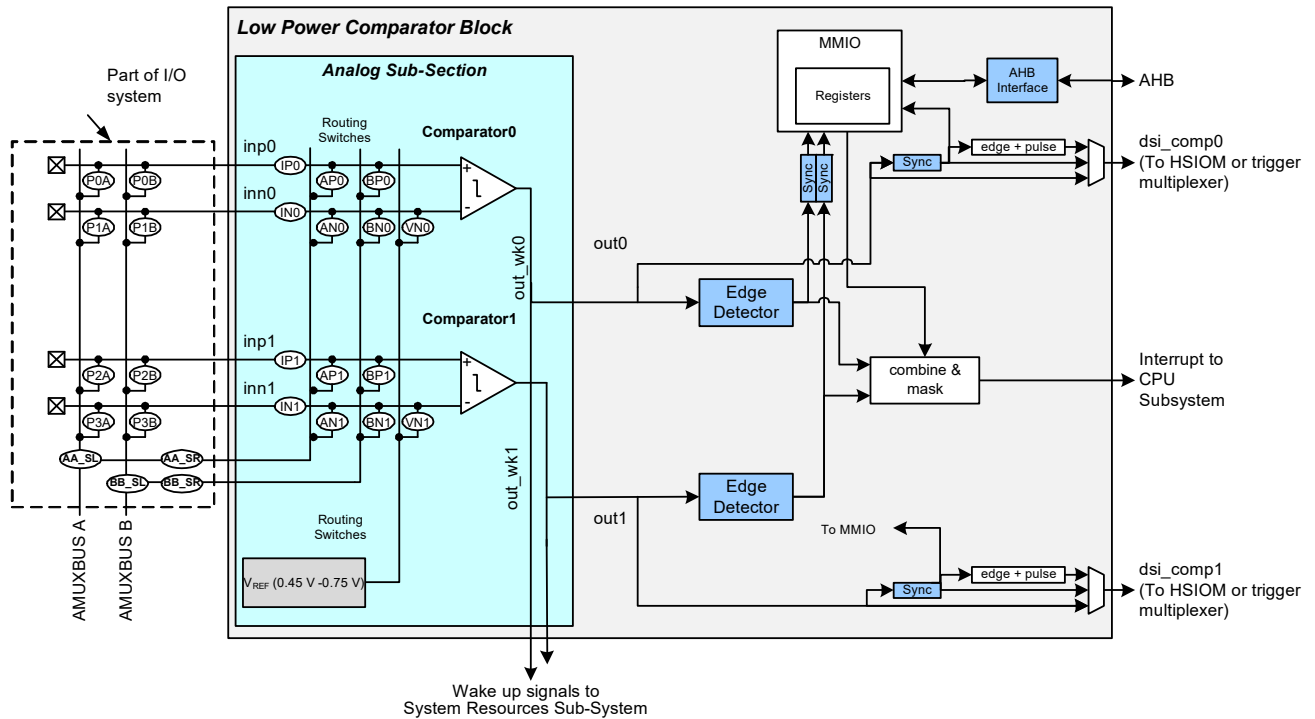 Low Power Comparator Block
Analog Sub-Section
Part of I/O
system
Routing
Switches
Comparator0
inp0
IP0
P0A
P0B
AP0
BP0
+
inn0
IN0
-
P1A
P1B
AN0
BN0
VN0
out_wk0
out0
Comparator1
inp1
IP1
P2A
P2B
AP1
BP1
+
inn1
IN1
-
P3A
P3B
AN1
BN1
VN1
AA_SL
AA_SR
BB_SL
BB_SR
out_wk1
out1
AMUXBUS A
AMUXBUS B
Routing
Switches
VREF (0.45 V -0.75 V)
MMIO
Registers
AHB
Interface
AHB
Sync
Sync
Sync
edge + pulse
dsi_comp0
(To HSIOM or trigger
multiplexer)
Edge
Detector
combine &
mask
Interrupt to
CPU
Subsystem
Edge
Detector
To MMIO
Sync
edge + pulse
dsi_comp1
(To HSIOM or trigger
multiplexer)
Wake up signals to
System Resources Sub-System